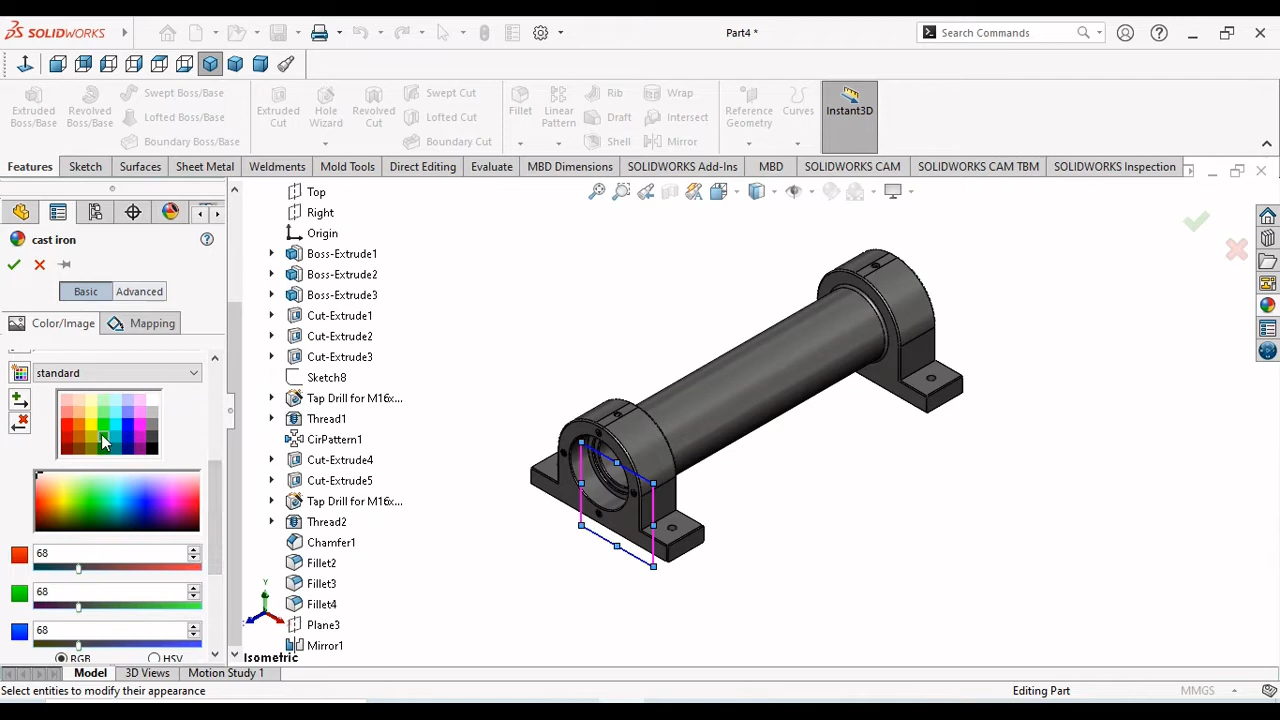 SOLIDWORKS
Part4 *
Search Commands
Extruded Boss/Base
Revolved Boss/Base
Swept Boss/Base
Lofted Boss/Base
Boundary Boss/Base
Extruded Cut
Hole Wizard
Revolved Cut
Swept Cut
Lofted Cut
Boundary Cut
Fillet
Linear Pattern
Rib
Draft
Shell
Wrap
Intersect
Mirror
Reference Geometry
Curves
Instant3D
Features Sketch Surfaces Sheet Metal Weldments Mold Tools Direct Editing Evaluate MBD Dimensions SOLIDWORKS Add-Ins MBD SOLIDWORKS CAM SOLIDWORKS CAM TBM SOLIDWORKS Inspection
cast iron
Basic Advanced
Color/Image Mapping
standard
68
68
68
RGB HSV
Top
Right
Origin
Boss-Extrude1
Boss-Extrude2
Boss-Extrude3
Cut-Extrude1
Cut-Extrude2
Cut-Extrude3
Sketch8
Tap Drill for M16x...
Thread1
CirPattern1
Cut-Extrude4
Cut-Extrude5
Tap Drill for M16x...
Thread2
Chamfer1
Fillet2
Fillet3
Fillet4
Plane3
Mirror1
Y
*Isometric
Model 3D Views Motion Study 1
Select entities to modify their appearance
Editing Part
MMGS